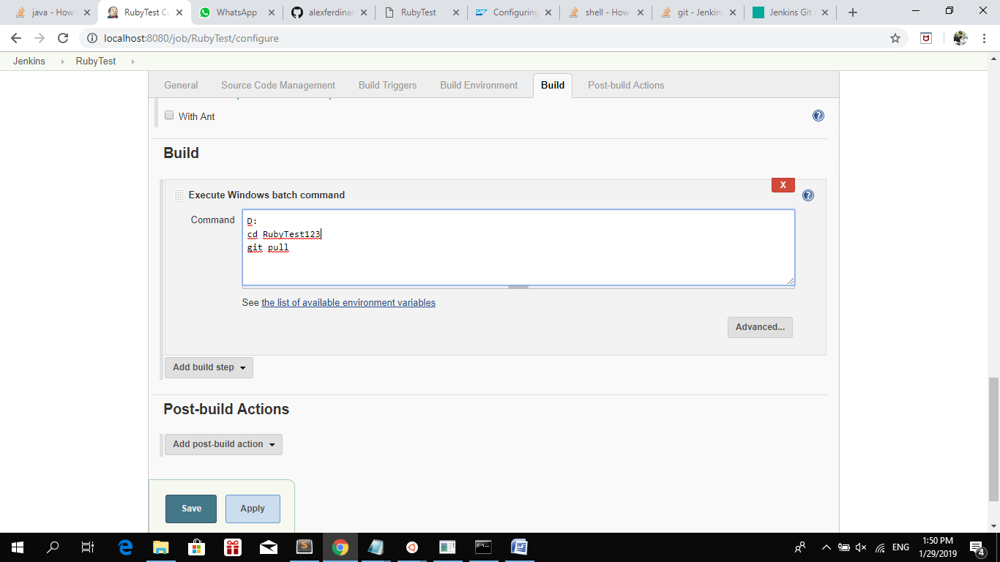 java - How
RubyTest Co
WhatsApp
alexferdinan
RubyTest
SAP Configuring
shell - How
git - Jenkins
Jenkins Git
localhost:8080/job/RubyTest/configure
Jenkins RubyTest
General Source Code Management Build Triggers Build Environment Build Post-build Actions
With Ant
?
Build
X
Execute Windows batch command
?
Command
D:
cd RubyTest123
git pull
See the list of available environment variables
Advanced...
Add build step
Post-build Actions
Add post-build action
Save Apply
ENG
1:50 PM
1/29/2019
4